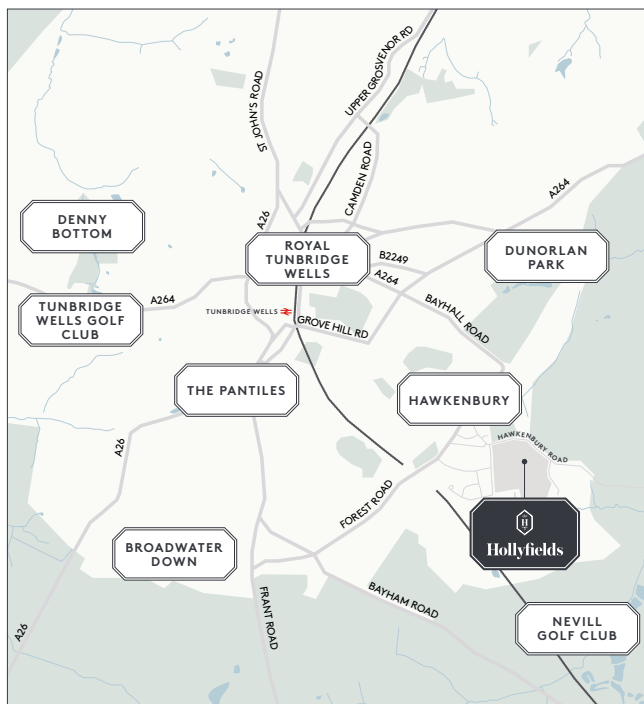 UPPER GROSVENOR RD
ST JOHN'S ROAD
CAMDEN ROAD
A264
DENNY
BOTTOM
A26
ROYAL
TUNBRIDGE
WELLS
B2249
A264
DUNORLAN
PARK
TUNBRIDGE
WELLS GOLF
CLUB
A264
TUNBRIDGE WELLS
GROVE HILL RD
BAYHALL ROAD
THE PANTILES
HAWKENBURY
A26
HAWKENBURY ROAD
FOREST ROAD
H
Hollyfields
BROADWATER
DOWN
BAYHAM ROAD
FRANT ROAD
A26
NEVILL
GOLF CLUB